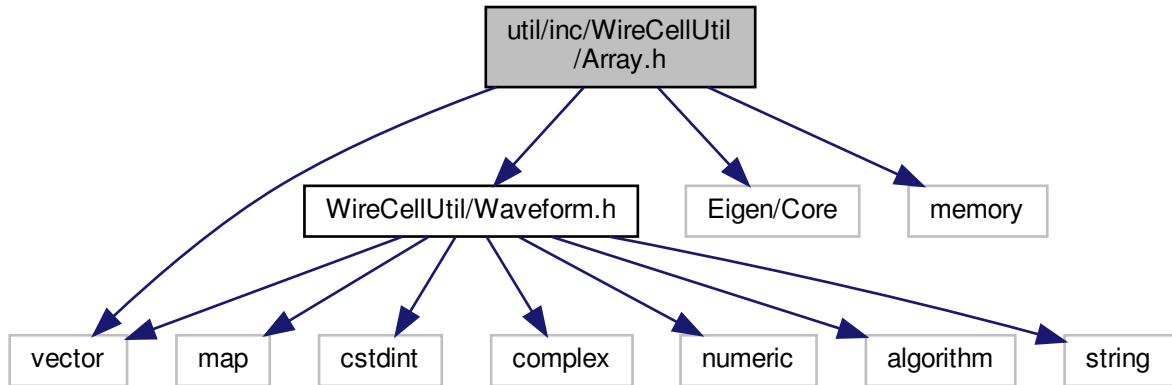 util/inc/WireCellUtil
/Array.h
WireCellUtil/Waveform.h
Eigen/Core
memory
vector
map
cstdint
complex
numeric
algorithm
string